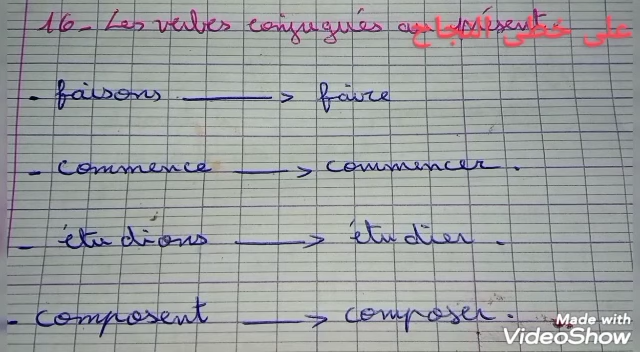 16- Les verbes conjugués au présent.
على خطى النجاح
- faisons → faire
- commence → commencer.
- étudions → étudier.
- composent → composer.
Made with
VideoShow